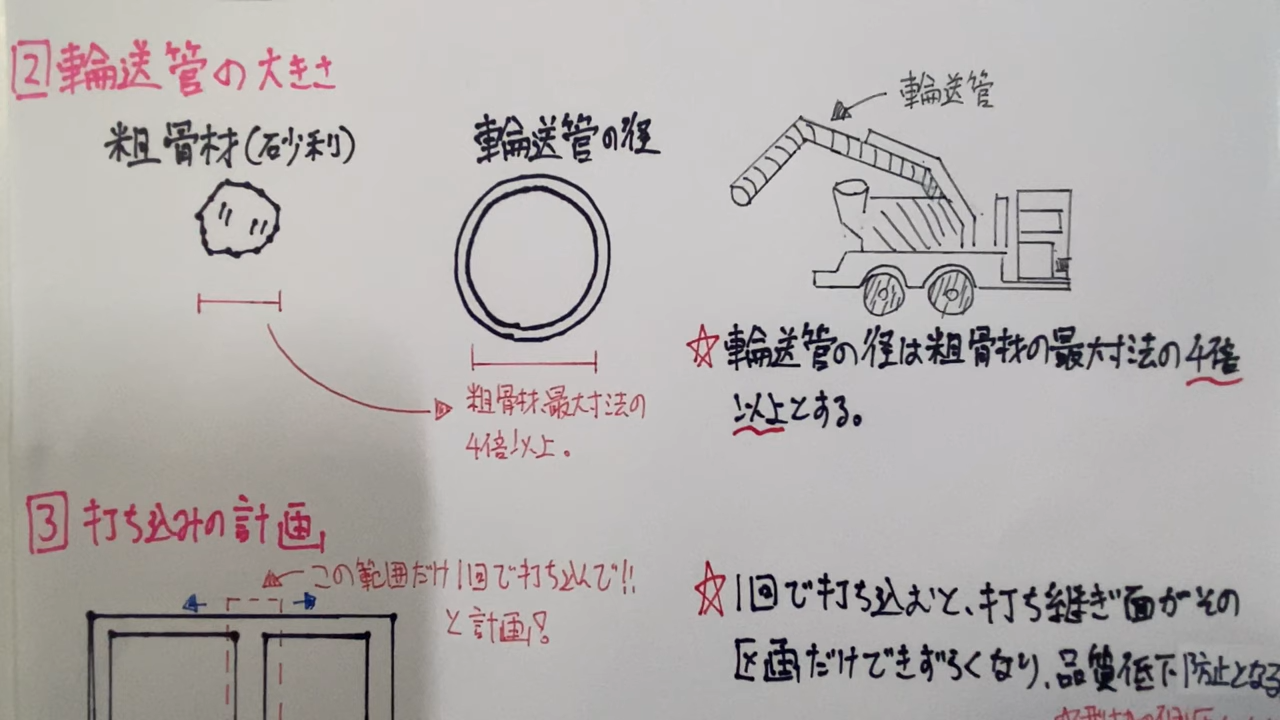 2 輸送管の大きさ
粗骨材(砂利)
輸送管の径
輸送管
粗骨材最大寸法の
4倍以上。
☆輸送管の径は粗骨材の最大寸法の4倍
以上とする。
3 打ち込みの計画
この範囲だけ1回で打ち込んで!!
と計画!
☆1回で打ち込むと、打ち継ぎ面がその
区画だけできずらくなり、品質低下防止となる